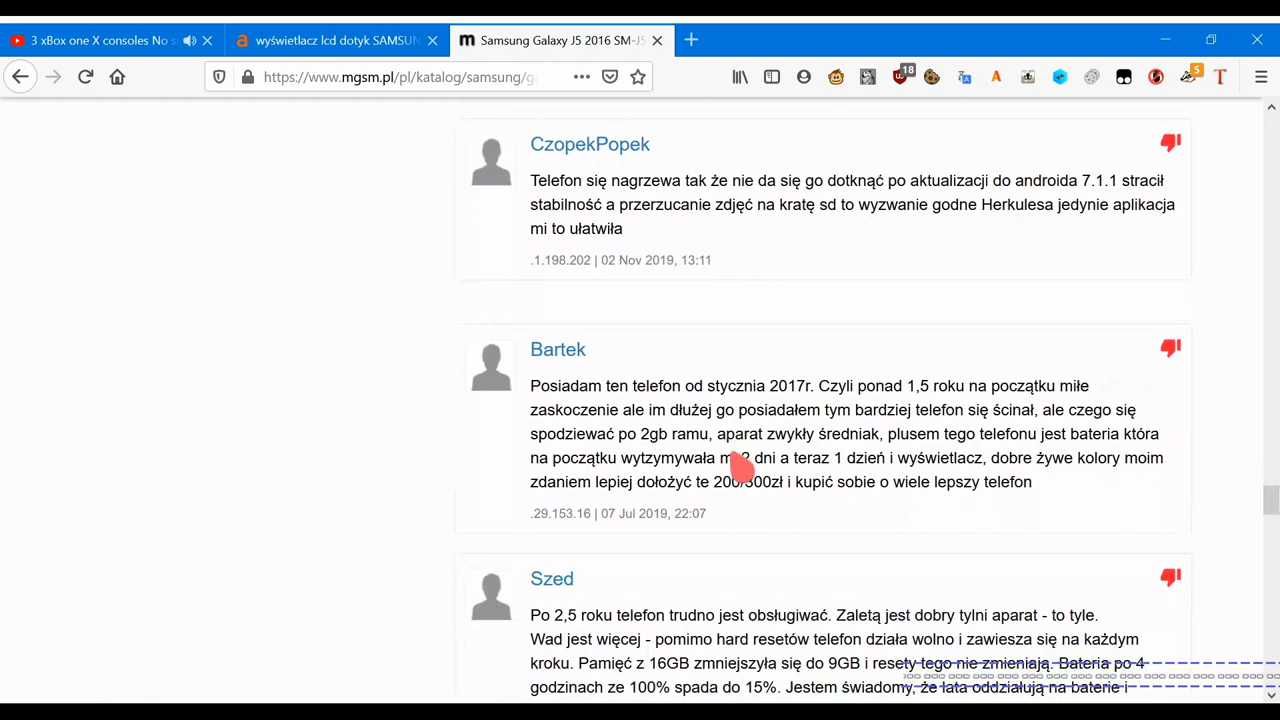 3 xBox one X consoles No s
wyświetlacz lcd dotyk SAMSUN
m Samsung Galaxy J5 2016 SM-J5
https://www.mgsm.pl/pl/katalog/samsung/g
18
5
CzopekPopek
Telefon się nagrzewa tak że nie da się go dotknąć po aktualizacji do androida 7.1.1 stracił
stabilność a przerzucanie zdjęć na kratę sd to wyzwanie godne Herkulesa jedynie aplikacja
mi to ułatwiła
.1.198.202 | 02 Nov 2019, 13:11
Bartek
Posiadam ten telefon od stycznia 2017r. Czyli ponad 1,5 roku na początku miłe
zaskoczenie ale im dłużej go posiadałem tym bardziej telefon się ścinał, ale czego się
spodziewać po 2gb ramu, aparat zwykły średniak, plusem tego telefonu jest bateria która
na początku wytzymywała 2 dni a teraz 1 dzień i wyświetlacz, dobre żywe kolory moim
zdaniem lepiej dołożyć te 200/300zł i kupić sobie o wiele lepszy telefon
.29.153.16 | 07 Jul 2019, 22:07
Szed
Po 2,5 roku telefon trudno jest obsługiwać. Zaletą jest dobry tylni aparat - to tyle.
Wad jest więcej - pomimo hard resetów telefon działa wolno i zawiesza się na każdym
kroku. Pamięć z 16GB zmniejszyła się do 9GB i resety tego nie zmieniają. Bateria po 4
godzinach ze 100% spada do 15%. Jestem świadomy, że lata oddziałują na baterie i